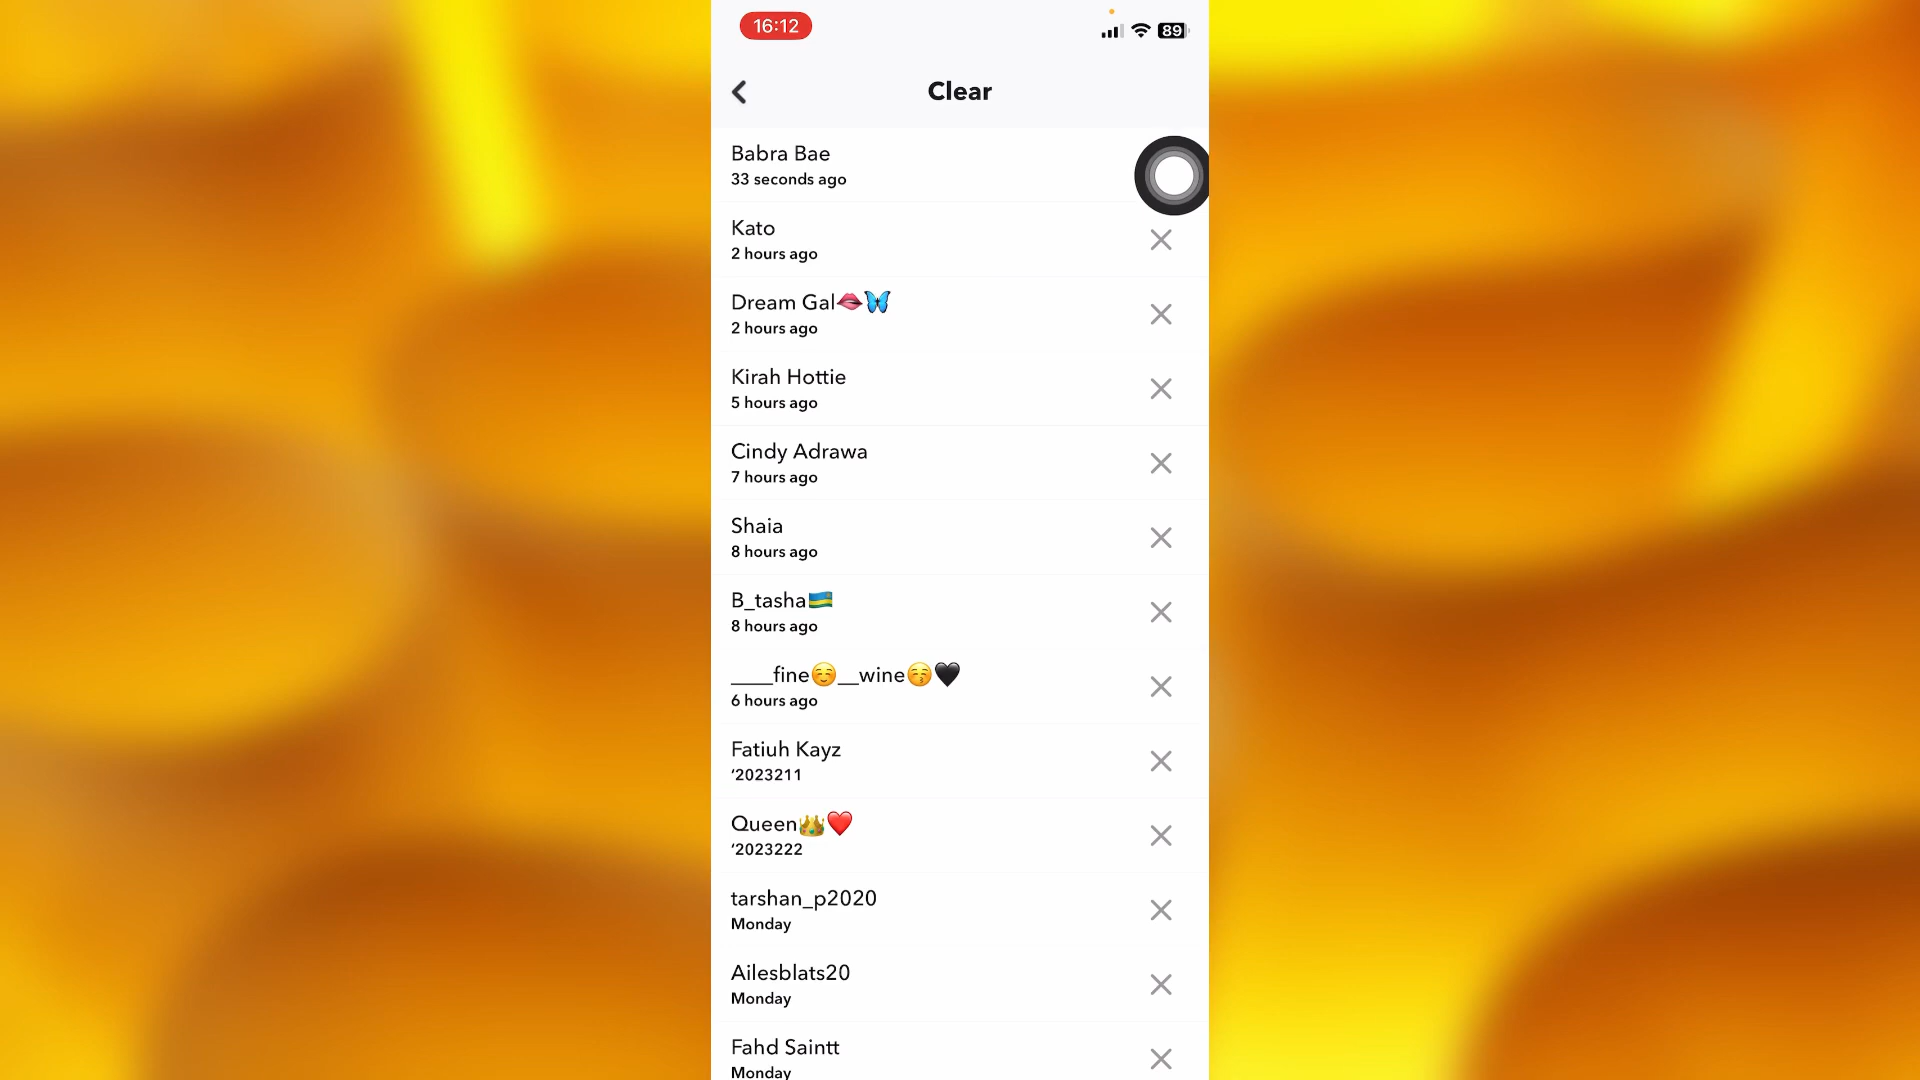 16:12
89
Clear
Babra Bae
33 seconds ago
Kato
2 hours ago
Dream Gal🫦🦋
2 hours ago
Kirah Hottie
5 hours ago
Cindy Adrawa
7 hours ago
Shaia
8 hours ago
B_tasha🇷🇼
8 hours ago
____fine☺️__wine😚🖤
6 hours ago
Fatiuh Kayz
‘2023211
Queen👑❤️
‘2023222
tarshan_p2020
Monday
Ailesblats20
Monday
Fahd Saintt
Monday